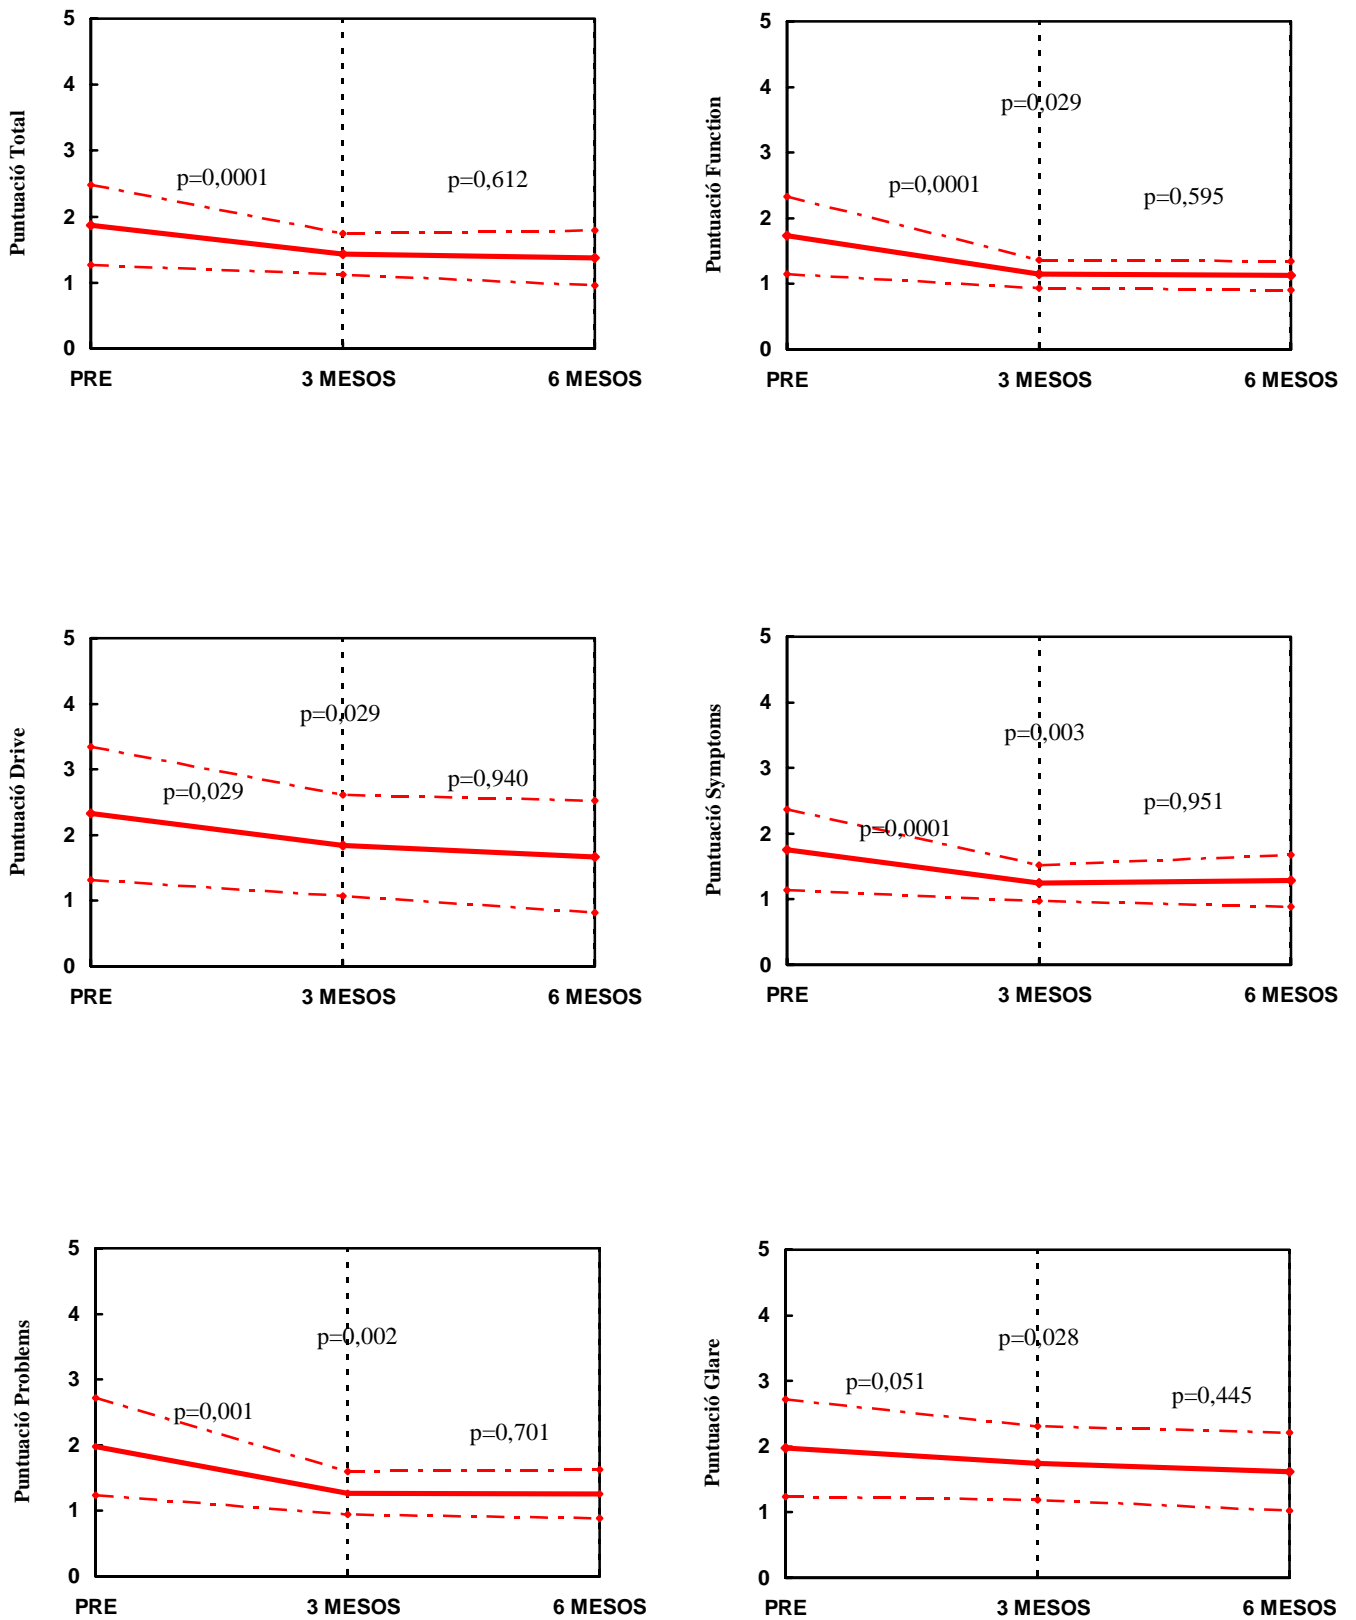 Puntuació Total
5
4
3
2
1
0
p=0,0001
p=0,612
PRE
3 MESOS
6 MESOS
Puntuació Function
5
4
3
2
1
0
p=0,029
p=0,0001
p=0,595
PRE
3 MESOS
6 MESOS
Puntuació Drive
5
4
3
2
1
0
p=0,029
p=0,029
p=0,940
PRE
3 MESOS
6 MESOS
Puntuació Symptoms
5
4
3
2
1
0
p=0,003
p=0,0001
p=0,951
PRE
3 MESOS
6 MESOS
Puntuació Problems
5
4
3
2
1
0
p=0,002
p=0,001
p=0,701
PRE
3 MESOS
6 MESOS
Puntuació Glare
5
4
3
2
1
0
p=0,028
p=0,051
p=0,445
PRE
3 MESOS
6 MESOS